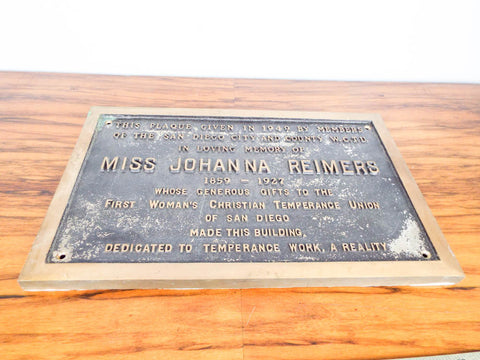 THIS PLAQUE GIVEN IN 1949 BY MEMBERS
OF THE SAN DIEGO CITY AND COUNTY W.C.T.U.
IN LOVING MEMORY OF
MISS JOHANNA REIMERS
1859 – 1927
WHOSE GENEROUS GIFTS TO THE
FIRST WOMAN'S CHRISTIAN TEMPERANCE UNION
OF SAN DIEGO
MADE THIS BUILDING,
DEDICATED TO TEMPERANCE WORK, A REALITY